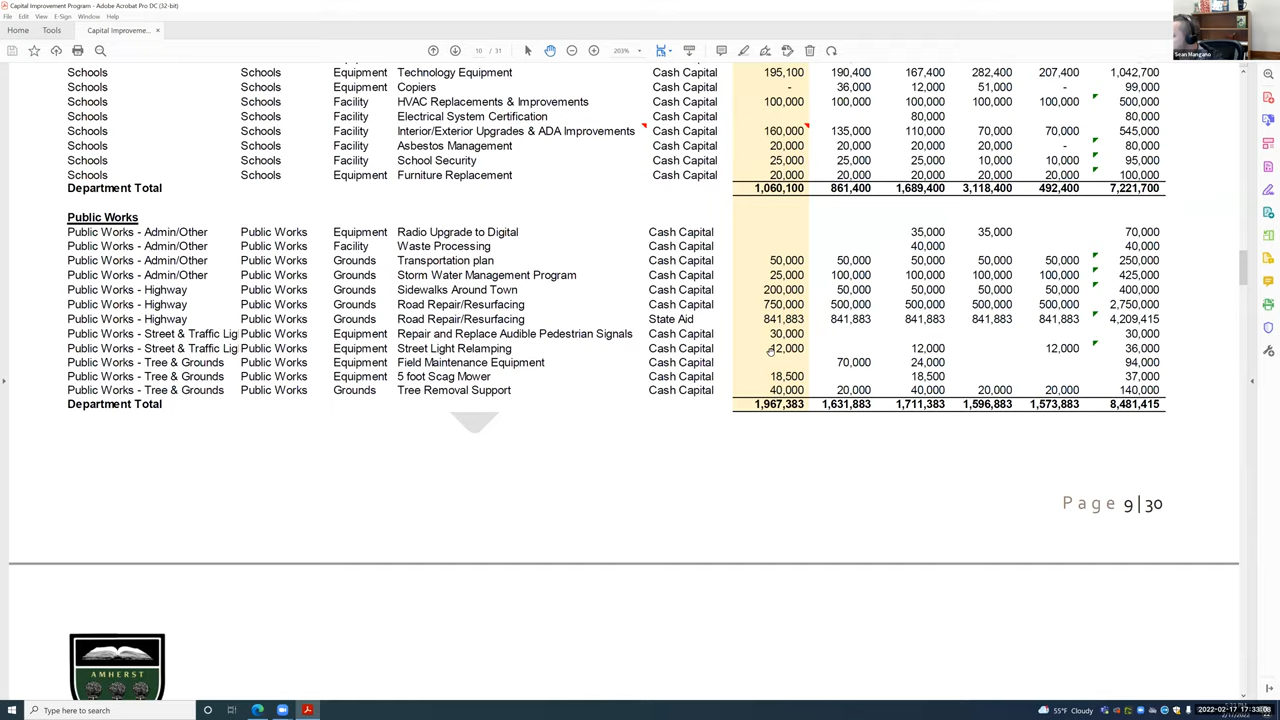 Capital Improvement Program - Adobe Acrobat Pro DC (32-bit)
File Edit View E-Sign Window Help
Home Tools Capital Improveme... ×
10 / 31 203%
Sean Mangano
Schools Schools Equipment Technology Equipment Cash Capital 195,100 190,400 167,400 282,400 207,400 1,042,700
Schools Schools Equipment Copiers Cash Capital - 36,000 12,000 51,000 - 99,000
Schools Schools Facility HVAC Replacements & Improvements Cash Capital 100,000 100,000 100,000 100,000 100,000 500,000
Schools Schools Facility Electrical System Certification Cash Capital 80,000 80,000
Schools Schools Facility Interior/Exterior Upgrades & ADA Improvements Cash Capital 160,000 135,000 110,000 70,000 70,000 545,000
Schools Schools Facility Asbestos Management Cash Capital 20,000 20,000 20,000 20,000 - 80,000
Schools Schools Facility School Security Cash Capital 25,000 25,000 25,000 10,000 10,000 95,000
Schools Schools Equipment Furniture Replacement Cash Capital 20,000 20,000 20,000 20,000 20,000 100,000
Department Total 1,060,100 861,400 1,689,400 3,118,400 492,400 7,221,700
Public Works
Public Works - Admin/Other Public Works Equipment Radio Upgrade to Digital Cash Capital 35,000 35,000 70,000
Public Works - Admin/Other Public Works Facility Waste Processing Cash Capital 40,000 40,000
Public Works - Admin/Other Public Works Grounds Transportation plan Cash Capital 50,000 50,000 50,000 50,000 50,000 250,000
Public Works - Admin/Other Public Works Grounds Storm Water Management Program Cash Capital 25,000 100,000 100,000 100,000 100,000 425,000
Public Works - Highway Public Works Grounds Sidewalks Around Town Cash Capital 200,000 50,000 50,000 50,000 50,000 400,000
Public Works - Highway Public Works Grounds Road Repair/Resurfacing Cash Capital 750,000 500,000 500,000 500,000 500,000 2,750,000
Public Works - Highway Public Works Grounds Road Repair/Resurfacing State Aid 841,883 841,883 841,883 841,883 841,883 4,209,415
Public Works - Street & Traffic Lig Public Works Equipment Repair and Replace Audible Pedestrian Signals Cash Capital 30,000 30,000
Public Works - Street & Traffic Lig Public Works Equipment Street Light Relamping Cash Capital 12,000 12,000 12,000 36,000
Public Works - Tree & Grounds Public Works Equipment Field Maintenance Equipment Cash Capital 70,000 24,000 94,000
Public Works - Tree & Grounds Public Works Equipment 5 foot Scag Mower Cash Capital 18,500 18,500 37,000
Public Works - Tree & Grounds Public Works Grounds Tree Removal Support Cash Capital 40,000 20,000 40,000 20,000 20,000 140,000
Department Total 1,967,383 1,631,883 1,711,383 1,596,883 1,573,883 8,481,415
Page 9|30
AMHERST
Type here to search 55°F Cloudy 2022-02-17 17:33:08